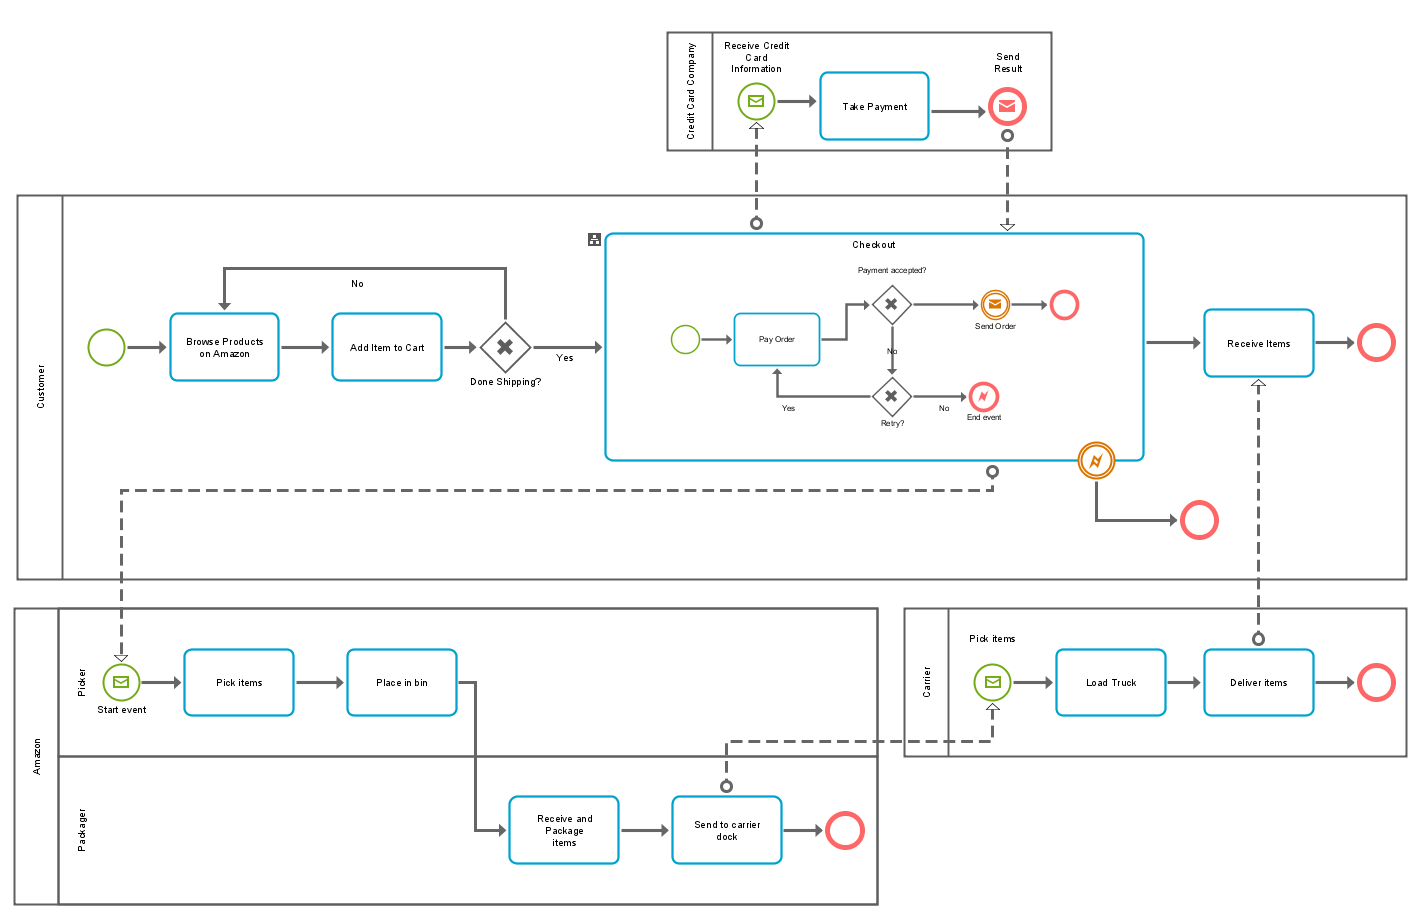 Credit Card Company
Receive Credit
Card
Information
Take Payment
Send
Result
Customer
No
Browse Products
on Amazon
Add Item to Cart
Done Shipping?
Yes
Checkout
Payment accepted?
Pay Order
Send Order
No
Yes
Retry?
No
End event
Receive Items
Amazon
Picker
Start event
Pick items
Place in bin
Packager
Receive and
Package
items
Send to carrier
dock
Carrier
Pick items
Load Truck
Deliver items